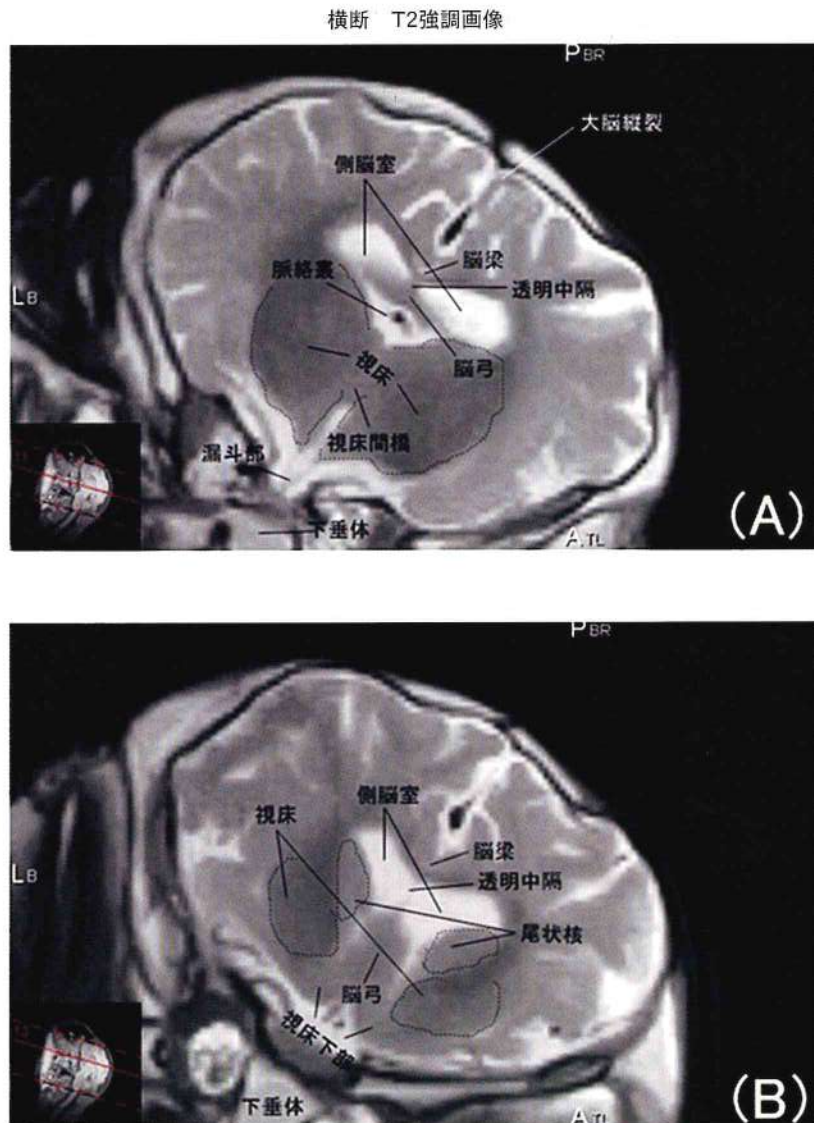 横断 T2強調画像
PBR
大脳縦裂
側脳室
脳梁
脈絡叢
透明中隔
LB
視床
脳弓
視床間橋
漏斗部
下垂体
ATL
(A)
PBR
側脳室
視床
脳梁
LB
透明中隔
尾状核
脳弓
視床下部
下垂体
ATL
(B)